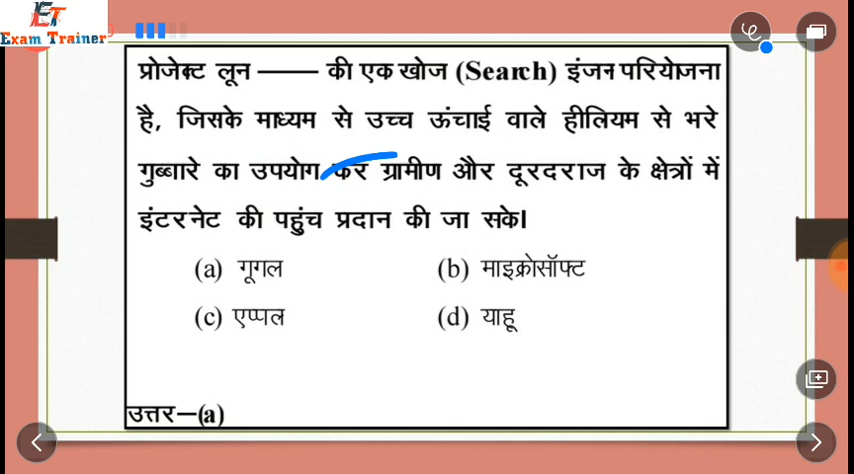 ET
Exam Trainer
प्रोजेक्ट लून —— की एक खोज (Search) इंजन परियोजना
है, जिसके माध्यम से उच्च ऊंचाई वाले हीलियम से भरे
गुब्बारे का उपयोग कर ग्रामीण और दूरदराज के क्षेत्रों में
इंटरनेट की पहुंच प्रदान की जा सके।
(a) गूगल (b) माइक्रोसॉफ्ट
(c) एप्पल (d) याहू
उत्तर—(a)